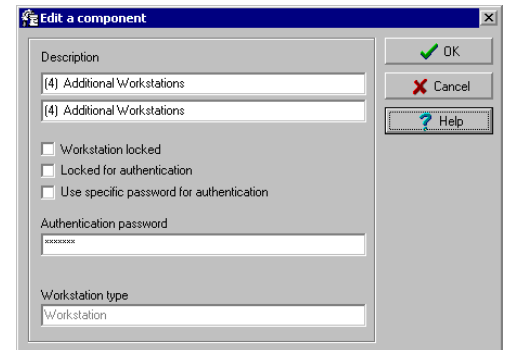 Edit a component
Description
(4) Additional Workstations
(4) Additional Workstations
Workstation locked
Locked for authentication
Use specific password for authentication
Authentication password
×××××××
Workstation type
Workstation
OK
Cancel
Help